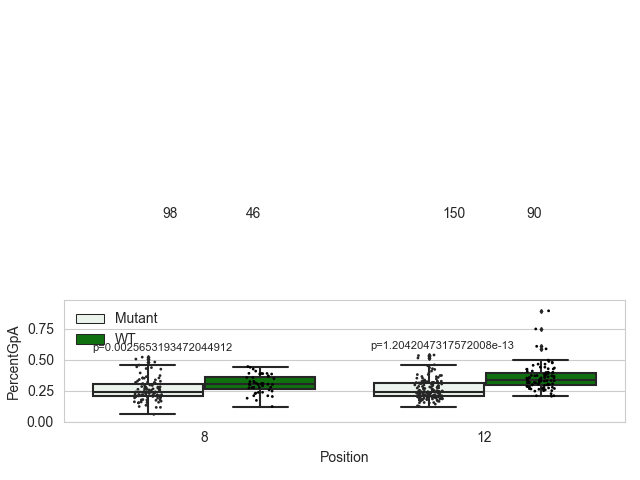 98 46 150 90
Mutant
WT
p=0.0025653193472044912 p=1.2042047317572008e-13
0.75
0.50
0.25
0.00
PercentGpA
8 12
Position